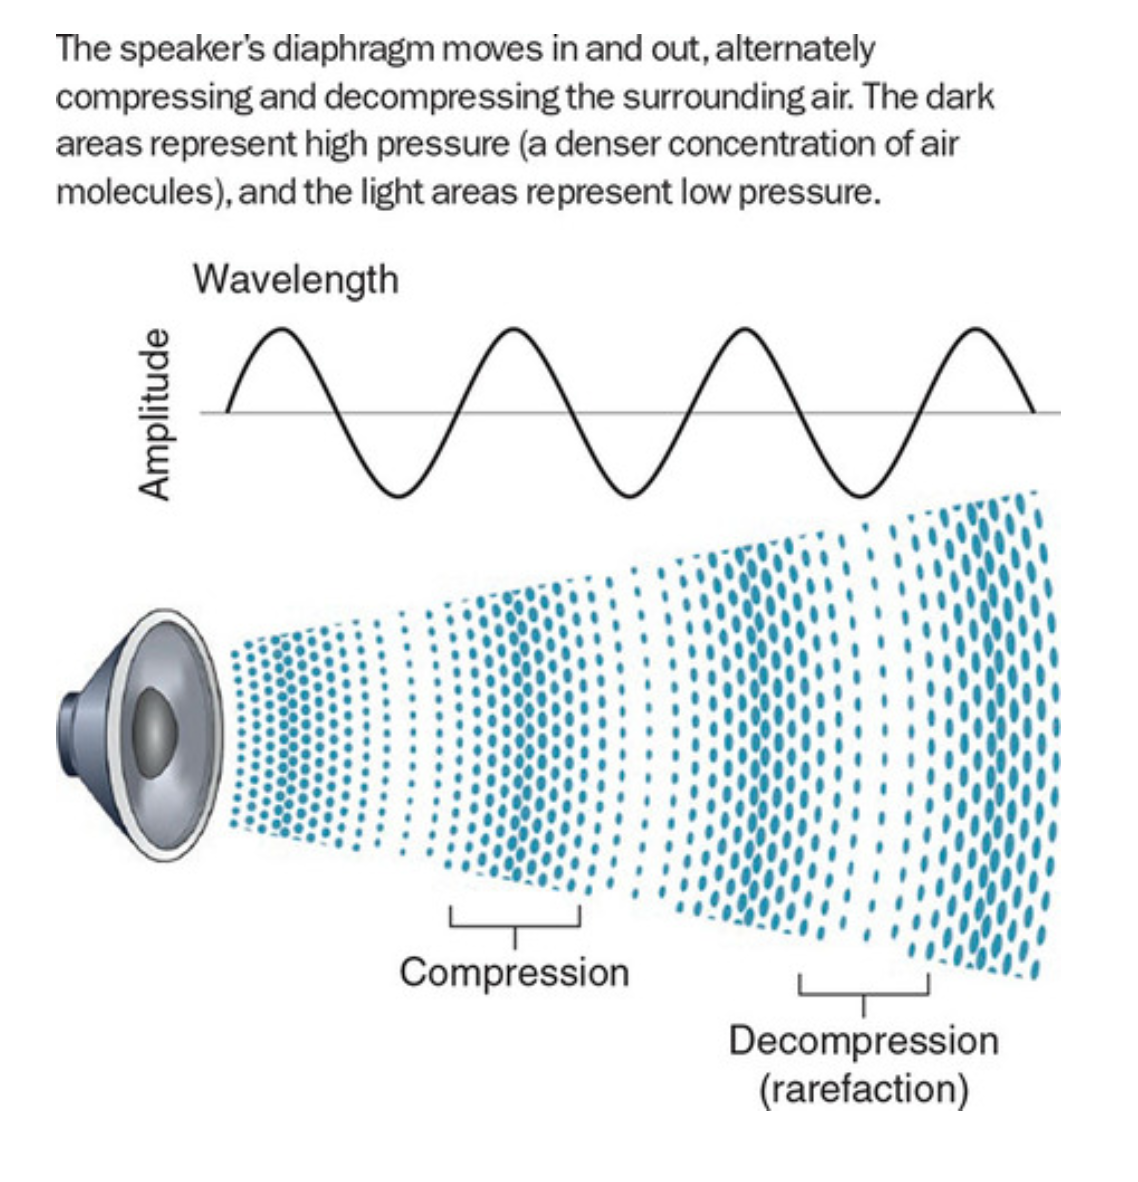 The speaker's diaphragm moves in and out, alternately
compressing and decompressing the surrounding air. The dark
areas represent high pressure (a denser concentration of air
molecules), and the light areas represent low pressure.
Wavelength
Amplitude
Compression
Decompression
(rarefaction)